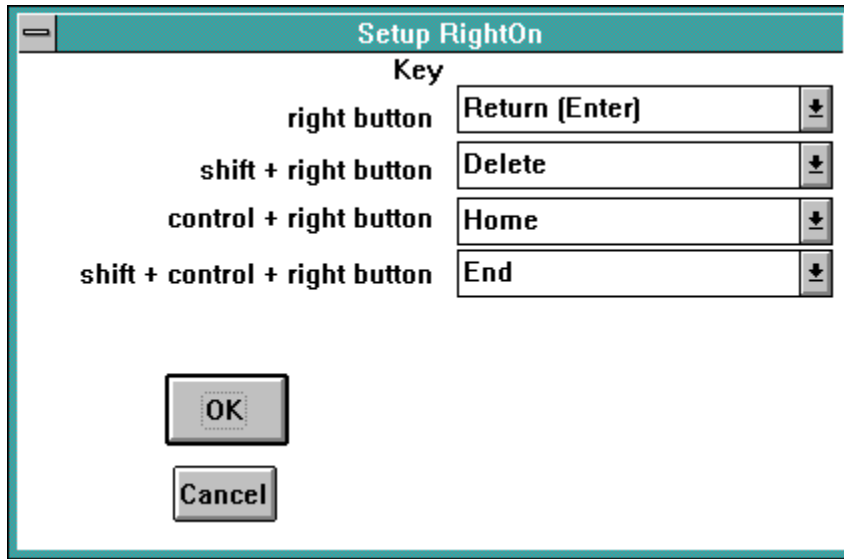 Setup RightOn
Key
right button Return (Enter)
shift + right button Delete
control + right button Home
shift + control + right button End
OK
Cancel